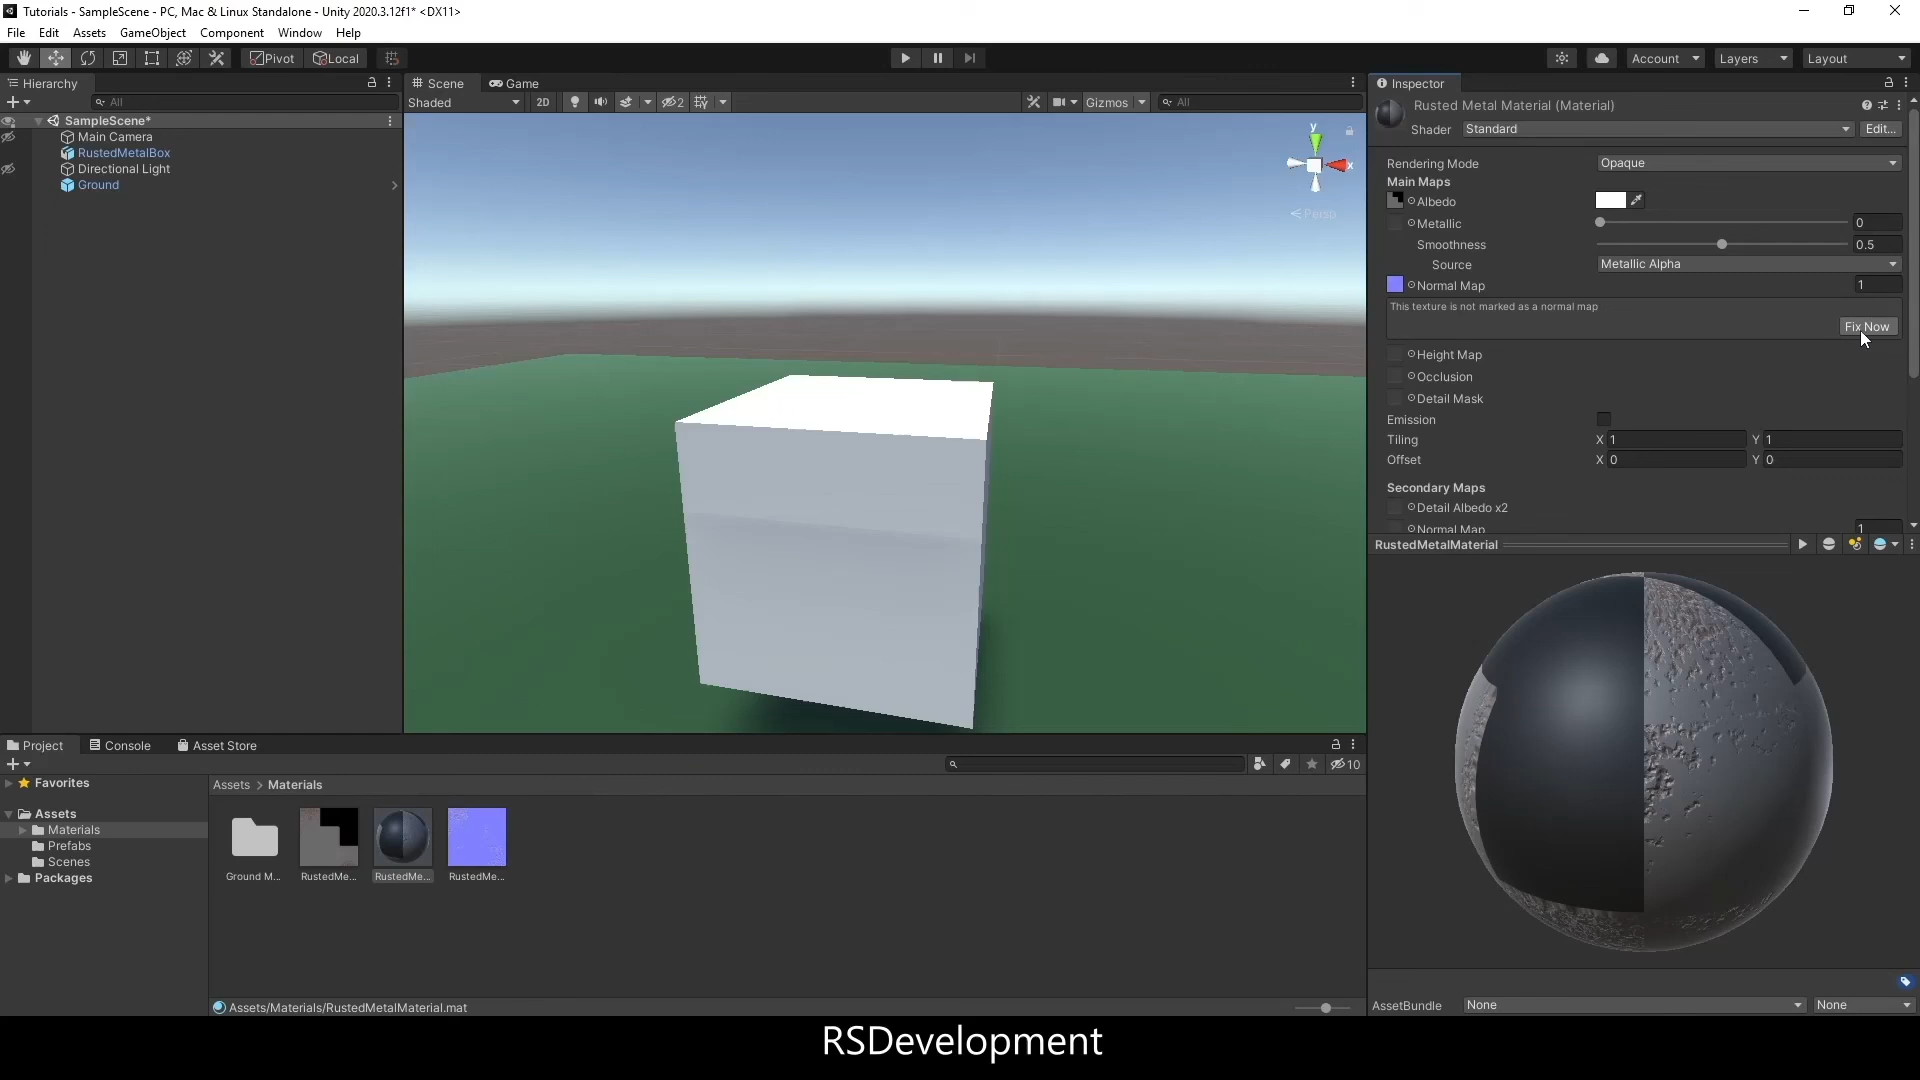 Tutorials - SampleScene - PC, Mac & Linux Standalone - Unity 2020.3.12f1* <DX11>
File Edit Assets GameObject Component Window Help
Pivot Local Account Layers Layout
Hierarchy
All
SampleScene*
Main Camera
RustedMetalBox
Directional Light
Ground
Scene Game
Shaded 2D 2 Gizmos All
y
x
Persp
Inspector
Rusted Metal Material (Material)
Shader Standard Edit...
Rendering Mode Opaque
Main Maps
Albedo
Metallic 0
Smoothness 0.5
Source Metallic Alpha
Normal Map 1
This texture is not marked as a normal map
Fix Now
Height Map
Occlusion
Detail Mask
Emission
Tiling X 1 Y 1
Offset X 0 Y 0
Secondary Maps
Detail Albedo x2
Normal Map 1
RustedMetalMaterial
AssetBundle None None
Project Console Asset Store
10
Favorites
Assets
Materials
Prefabs
Scenes
Packages
Assets > Materials
Ground M... RustedMe... RustedMe... RustedMe...
Assets/Materials/RustedMetalMaterial.mat
RSDevelopment